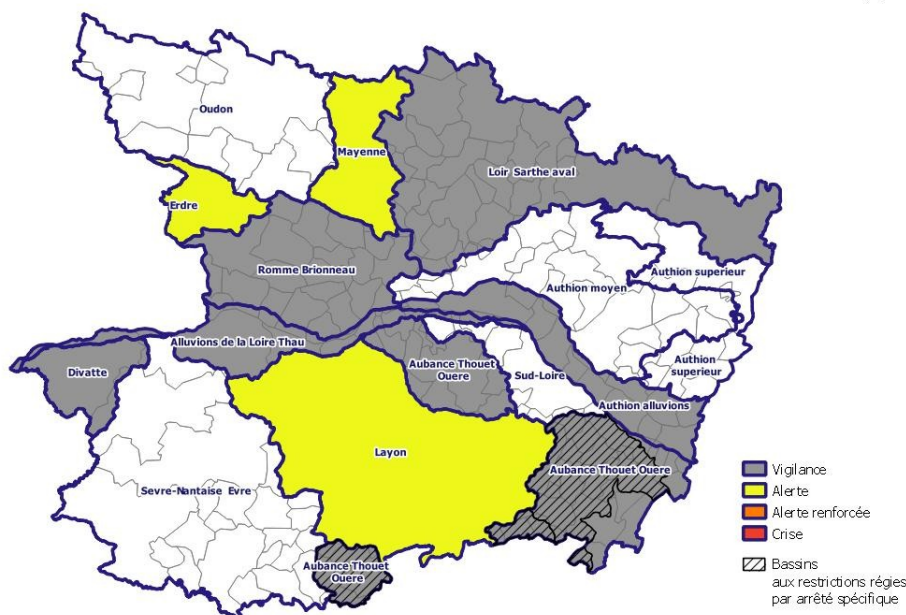 Oudon
Mayenne
Loir Sarthe aval
Erdre
Romme Brionneau
Authion superieur
Authion moyen
Alluvions de la Loire Thau
Divatte
Aubance Thouet
Ouere
Sud-Loire
Authion
superieur
Authion alluvions
Layon
Aubance Thouet Ouere
Sevre-Nantaise Evre
Aubance Thouet
Ouere
Vigilance
Alerte
Alerte renforcée
Crise
Bassins
aux restrictions régies
par arrêté spécifique